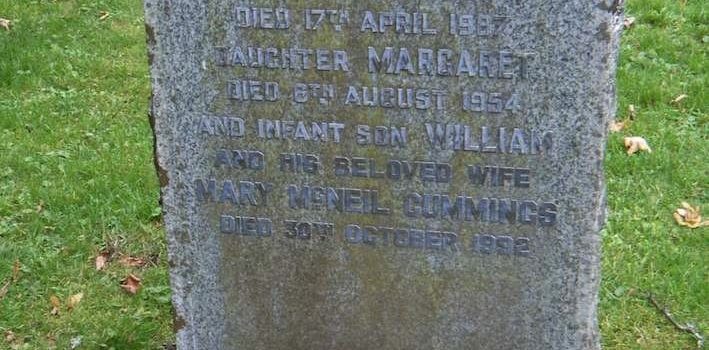 DIED 17TH APRIL 1987
DAUGHTER MARGARET
DIED 6TH AUGUST 1954
AND INFANT SON WILLIAM
AND HIS BELOVED WIFE
MARY MCNEIL CUMMINGS
DIED 30TH OCTOBER 1992